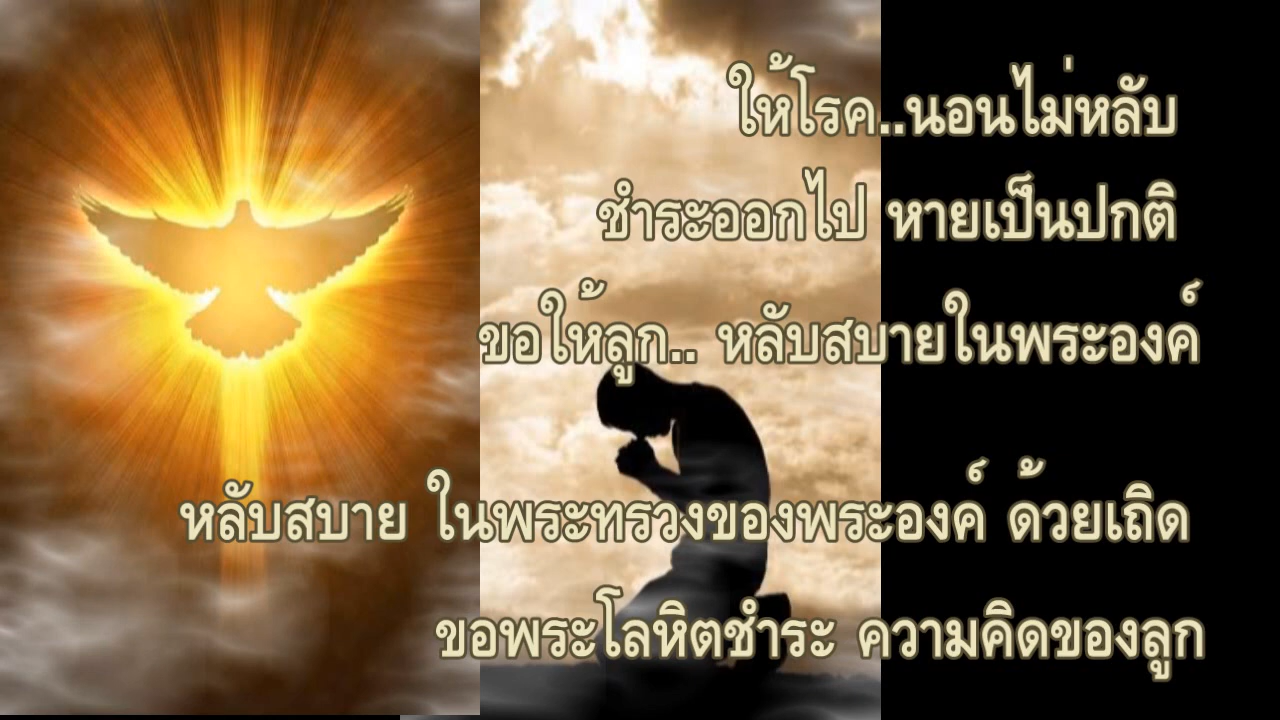 ให้โรค..นอนไม่หลับ
ชำระออกไป หายเป็นปกติ
ขอให้ลูก.. หลับสบายในพระองค์
หลับสบาย ในพระทรวงของพระองค์ ด้วยเถิด
ขอพระโลหิตชำระ ความคิดของลูก